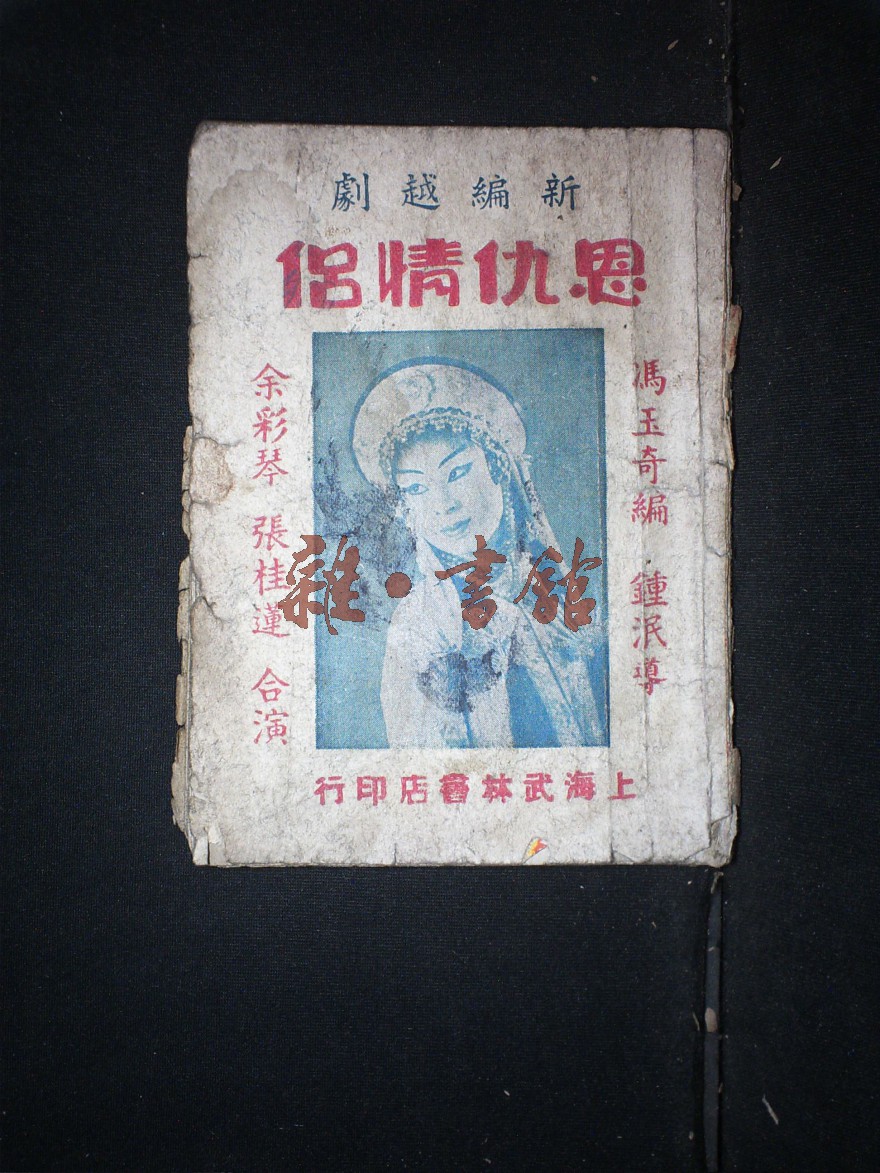 新編越劇
恩仇情侶
馮玉奇編 鍾泯導
余彩琴 張桂蓮 合演
雜·書館
上海武林書店印行